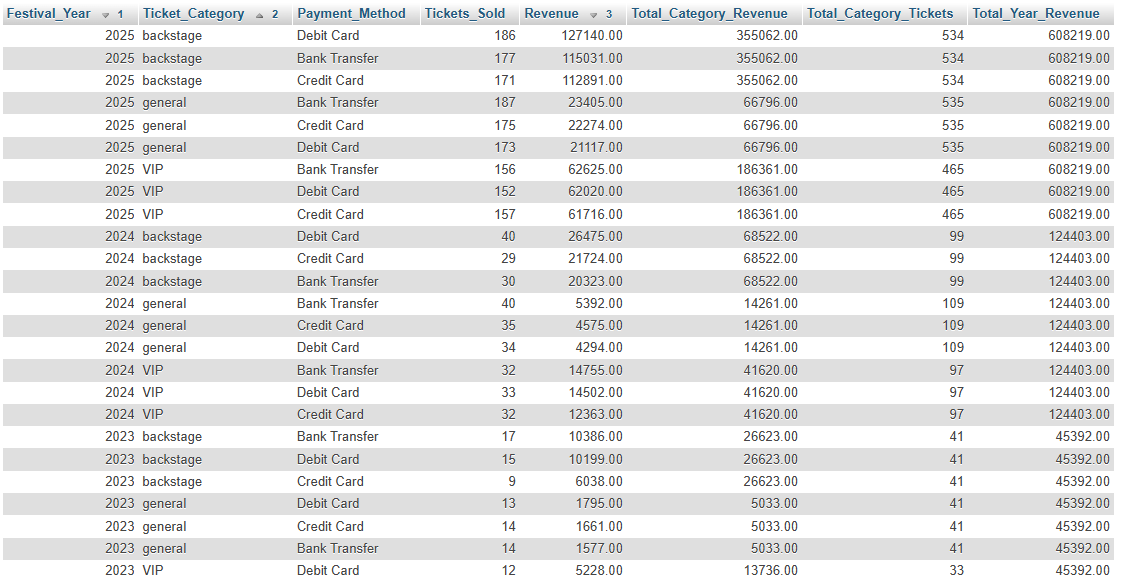 Festival_Year 1 Ticket_Category 2 Payment_Method Tickets_Sold Revenue 3 Total_Category_Revenue Total_Category_Tickets Total_Year_Revenue
2025 backstage Debit Card 186 127140.00 355062.00 534 608219.00
2025 backstage Bank Transfer 177 115031.00 355062.00 534 608219.00
2025 backstage Credit Card 171 112891.00 355062.00 534 608219.00
2025 general Bank Transfer 187 23405.00 66796.00 535 608219.00
2025 general Credit Card 175 22274.00 66796.00 535 608219.00
2025 general Debit Card 173 21117.00 66796.00 535 608219.00
2025 VIP Bank Transfer 156 62625.00 186361.00 465 608219.00
2025 VIP Debit Card 152 62020.00 186361.00 465 608219.00
2025 VIP Credit Card 157 61716.00 186361.00 465 608219.00
2024 backstage Debit Card 40 26475.00 68522.00 99 124403.00
2024 backstage Credit Card 29 21724.00 68522.00 99 124403.00
2024 backstage Bank Transfer 30 20323.00 68522.00 99 124403.00
2024 general Bank Transfer 40 5392.00 14261.00 109 124403.00
2024 general Credit Card 35 4575.00 14261.00 109 124403.00
2024 general Debit Card 34 4294.00 14261.00 109 124403.00
2024 VIP Bank Transfer 32 14755.00 41620.00 97 124403.00
2024 VIP Debit Card 33 14502.00 41620.00 97 124403.00
2024 VIP Credit Card 32 12363.00 41620.00 97 124403.00
2023 backstage Bank Transfer 17 10386.00 26623.00 41 45392.00
2023 backstage Debit Card 15 10199.00 26623.00 41 45392.00
2023 backstage Credit Card 9 6038.00 26623.00 41 45392.00
2023 general Debit Card 13 1795.00 5033.00 41 45392.00
2023 general Credit Card 14 1661.00 5033.00 41 45392.00
2023 general Bank Transfer 14 1577.00 5033.00 41 45392.00
2023 VIP Debit Card 12 5228.00 13736.00 33 45392.00